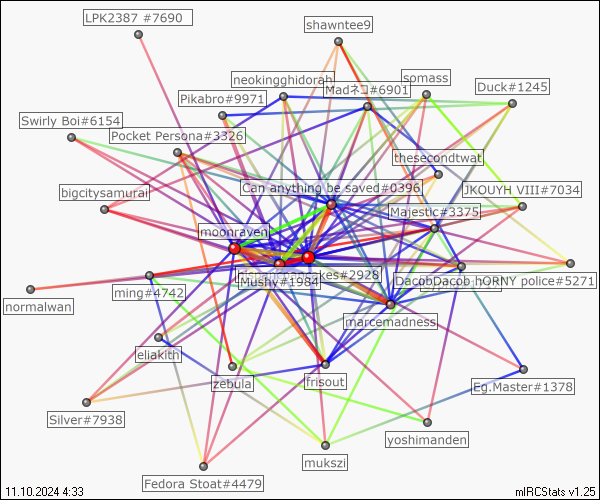 LPK2387 #7690
shawntee9
neokingghidorah
somass
Madネコ#6901
Duck#1245
Pikabro#9971
Swirly Boi#6154
Pocket Persona#3326
thesecondtwat
bigcitysamurai
Can anything be saved#0396
JKOUYH VIII#7034
Majestic#3375
moonraven
Mushy#1984
kes#2928
DacobDacob
hORNY police#5271
ming#4742
normalwan
marcemadness
eliakith
zebula
frisout
Eg.Master#1378
Silver#7938
yoshimanden
mukszi
Fedora Stoat#4479
11.10.2024 4:33
mIRCStats v1.25